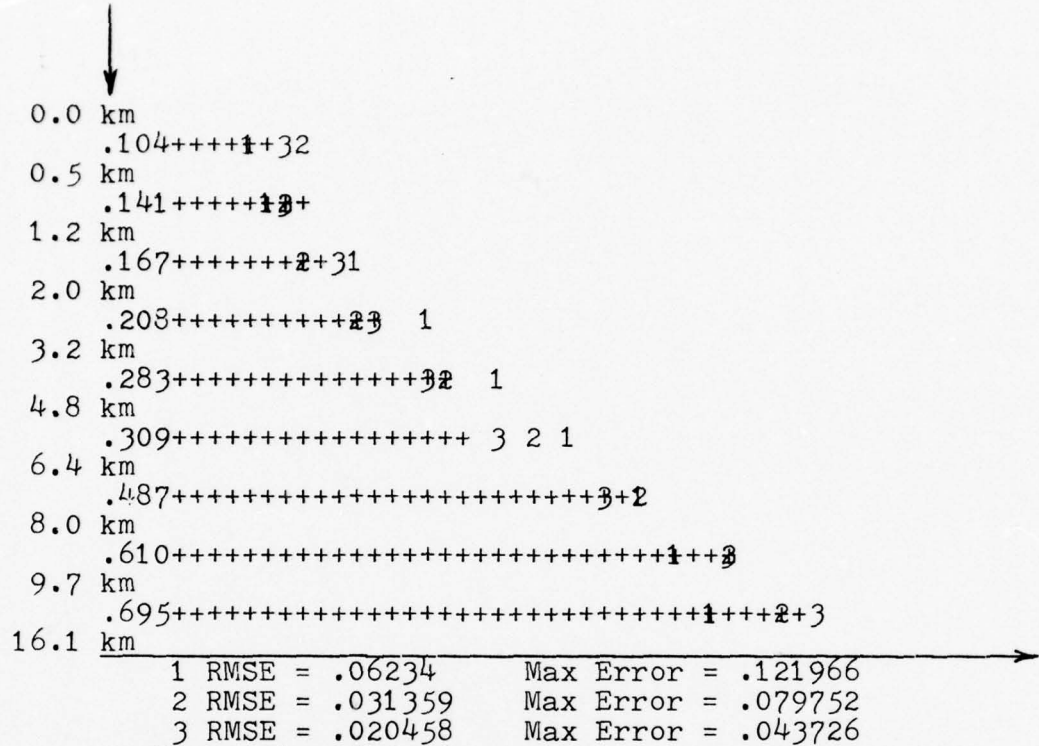 0.0 km
.104++++1+32
0.5 km
.141+++++12+
1.2 km
.167+++++++2+31
2.0 km
.208++++++++++23 1
3.2 km
.283++++++++++++++32 1
4.8 km
.309+++++++++++++++++ 3 2 1
6.4 km
.487++++++++++++++++++++++++3+2
8.0 km
.610++++++++++++++++++++++++++++1+++3
9.7 km
.695+++++++++++++++++++++++++++++++1++++2+3
16.1 km
1 RMSE = .06234 Max Error = .121966
2 RMSE = .031359 Max Error = .079752
3 RMSE = .020458 Max Error = .043726